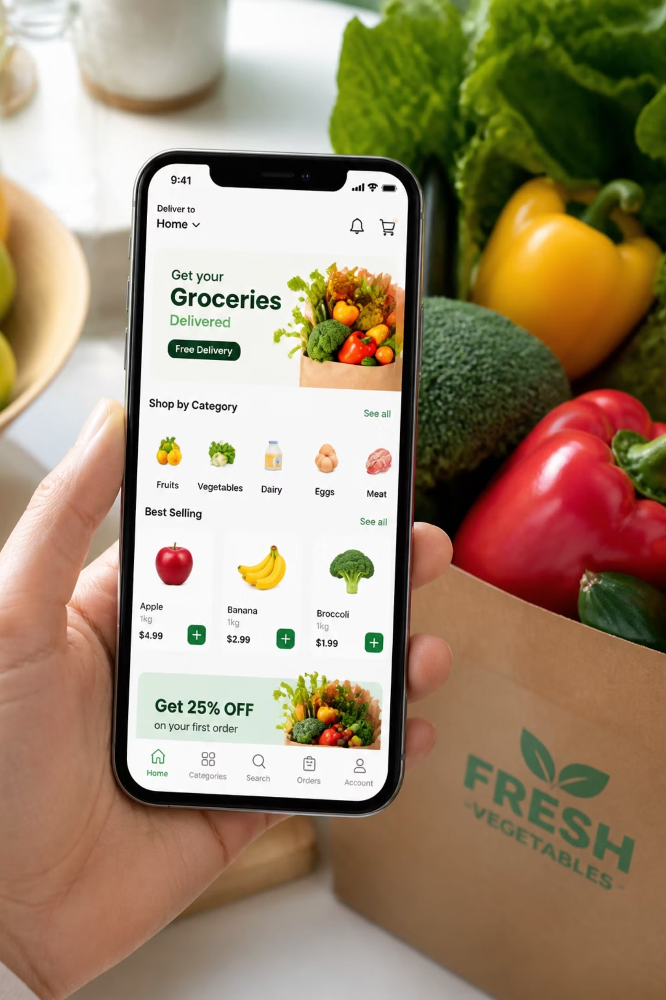 9:41
Deliver to
Home
Get your
Groceries
Delivered
Free Delivery
Shop by Category
See all
Fruits
Vegetables
Dairy
Eggs
Meat
Best Selling
See all
Apple
1kg
$4.99
Banana
1kg
$2.99
Broccoli
1kg
$1.99
Get 25% OFF
on your first order
Home
Categories
Search
Orders
Account
FRESH
VEGETABLES